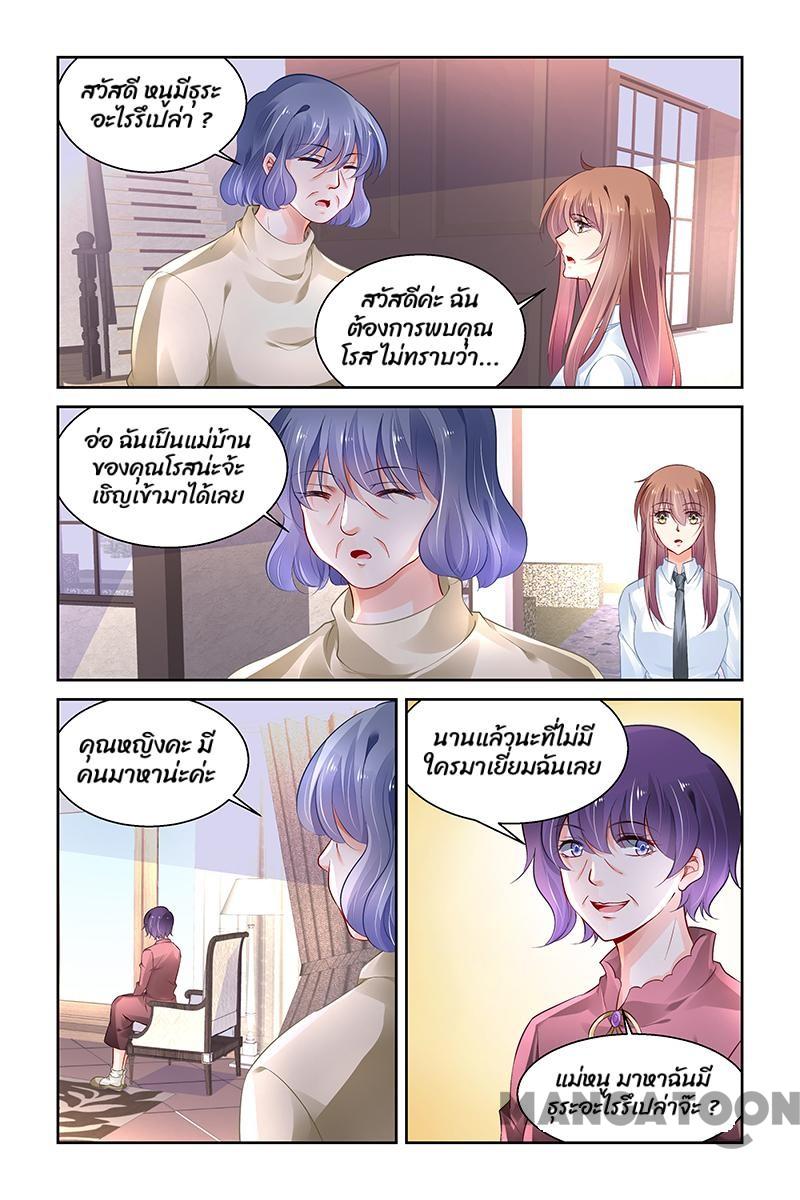 สวัสดี หนูมีธุระ
อะไรรึเปล่า ?
สวัสดีค่ะ ฉัน
ต้องการพบคุณ
โรส ไม่ทราบว่า...
อ่อ ฉันเป็นแม่บ้าน
ของคุณโรสน่ะจ้ะ
เชิญเข้ามาได้เลย
คุณหญิงคะ มี
คนมาหาน่ะค่ะ
นานแล้วนะที่ไม่มี
ใครมาเยี่ยมฉันเลย
แม่หนู มาหาฉันมี
ธุระอะไรรึเปล่าจ๊ะ ?
MANGATOON